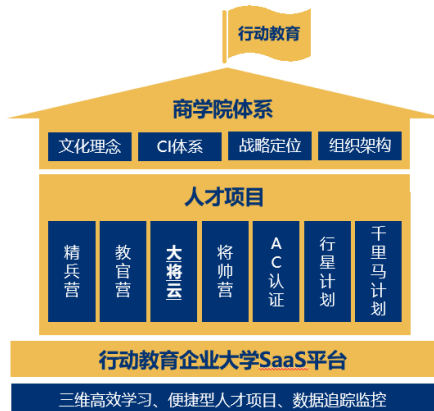 行动教育
商学院体系
文化理念 CI体系 战略定位 组织架构
人才项目
精兵营 教官营 大将云 将帅营 AC认证 行星计划 千里马计划
行动教育企业大学SaaS平台
三维高效学习、便捷型人才项目、数据追踪监控